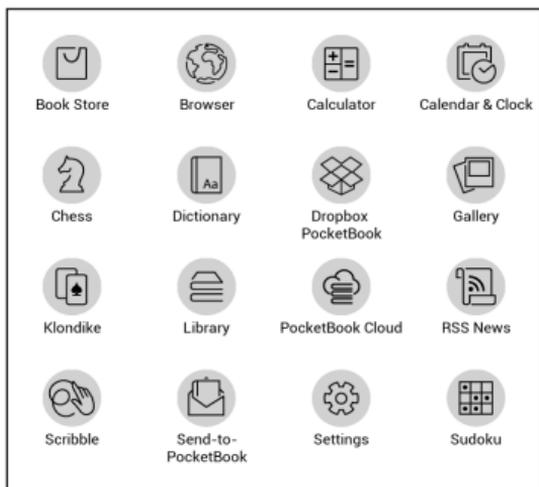 Book Store
Browser
Calculator
Calendar & Clock
Chess
Dictionary
Aa
Dropbox
PocketBook
Gallery
Klondike
Library
PocketBook Cloud
RSS News
Scribble
Send-to-
PocketBook
Settings
Sudoku